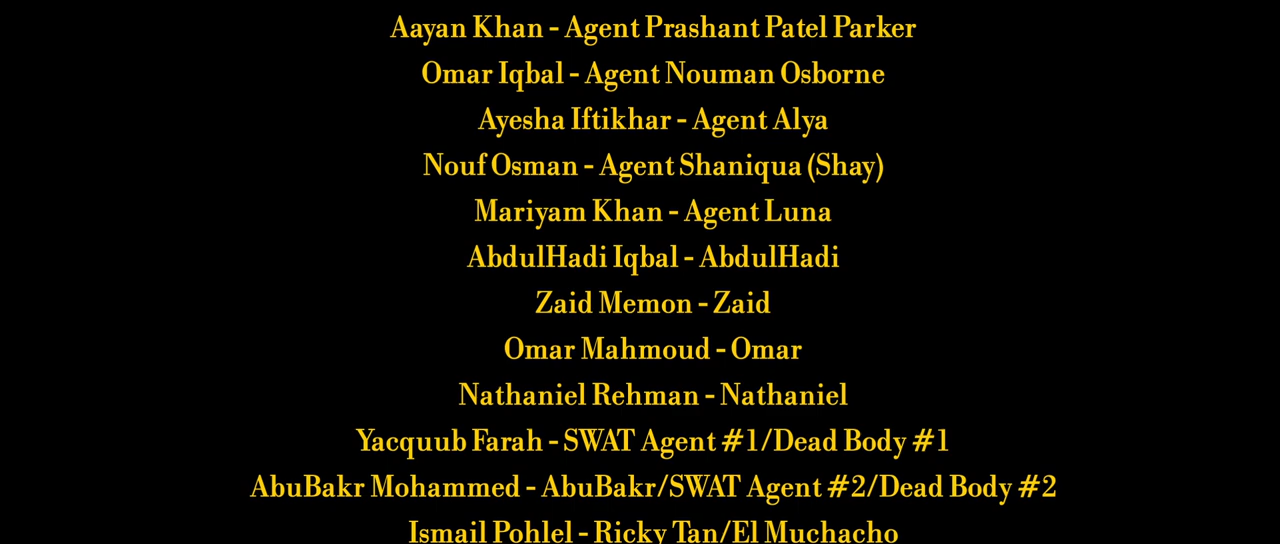 Aayan Khan - Agent Prashant Patel Parker
Omar Iqbal - Agent Nouman Osborne
Ayesha Iftikhar - Agent Alya
Nouf Osman - Agent Shaniqua (Shay)
Mariyam Khan - Agent Luna
AbdulHadi Iqbal - AbdulHadi
Zaid Memon - Zaid
Omar Mahmoud - Omar
Nathaniel Rehman - Nathaniel
Yacquub Farah - SWAT Agent #1/Dead Body #1
AbuBakr Mohammed - AbuBakr/SWAT Agent #2/Dead Body #2
Ismail Pohlel - Ricky Tan/El Muchacho